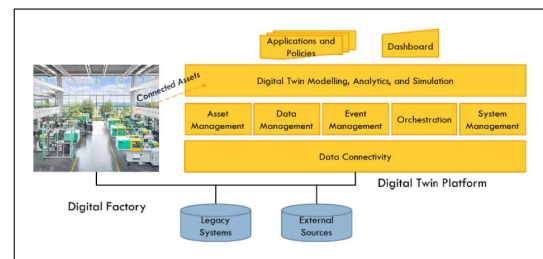 Applications and
Policies
Dashboard
Connected Assets
Digital Twin Modelling, Analytics, and Simulation
Asset
Management
Data
Management
Event
Management
Orchestration
System
Management
Data Connectivity
Digital Factory
Digital Twin Platform
Legacy
Systems
External
Sources